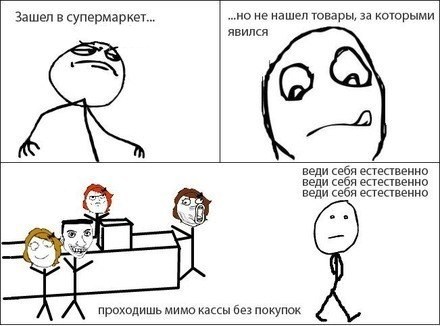 Зашел в супермаркет...
...но не нашел товары, за которыми
явился
веди себя естественно
веди себя естественно
веди себя естественно
проходишь мимо кассы без покупок